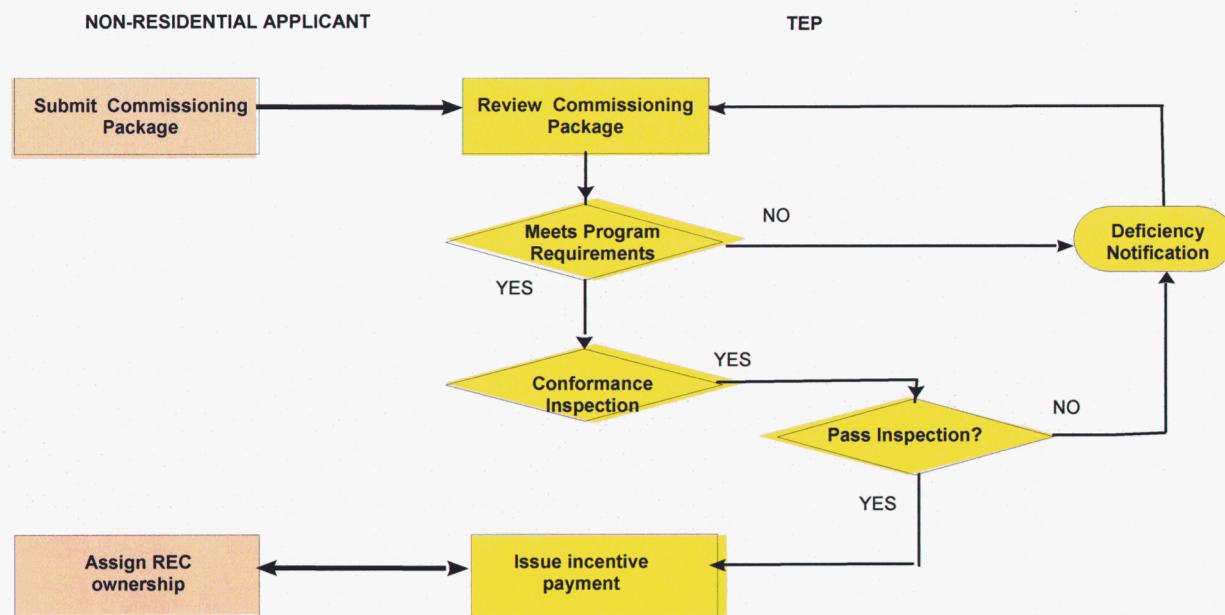 NON-RESIDENTIAL APPLICANT
TEP
Submit Commissioning
Package
Review Commissioning
Package
Meets Program
Requirements
NO
Deficiency
Notification
YES
Conformance
Inspection
YES
Pass Inspection?
NO
YES
Assign REC
ownership
Issue incentive
payment